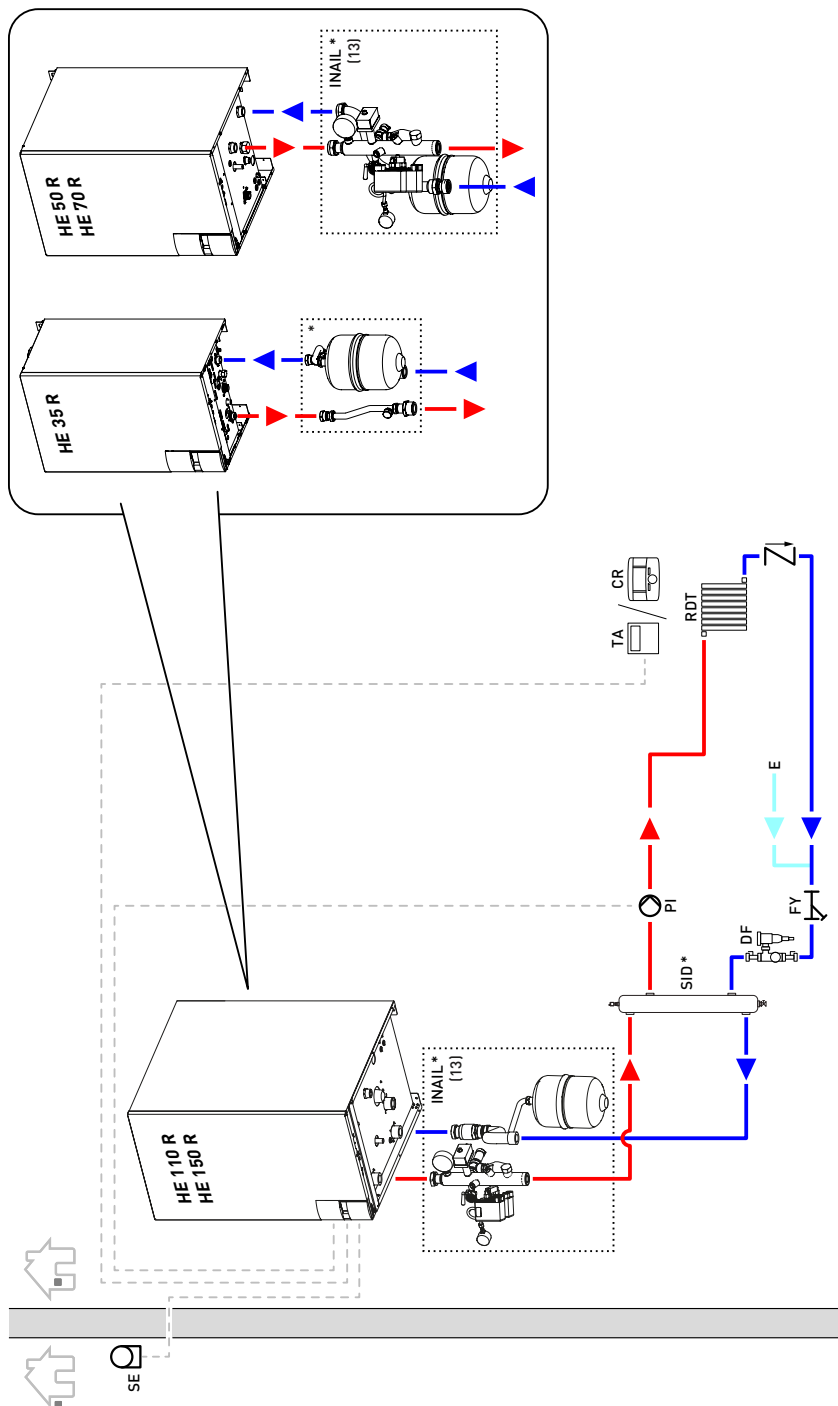 SE
HE 110 R
HE 150 R
INAIL *
(13)
SID *
DF
FY
PI
E
TA
CR
RDT
HE 35 R
*
HE 50 R
HE 70 R
INAIL *
(13)